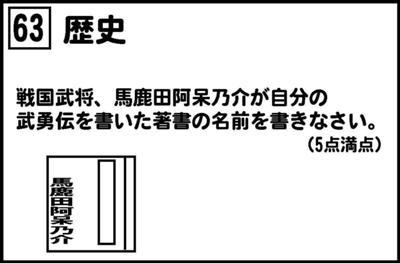 63 歴史
戦国武将、馬鹿田阿呆乃介が自分の
武勇伝を書いた著書の名前を書きなさい。
(5点満点)
馬鹿田阿呆乃介